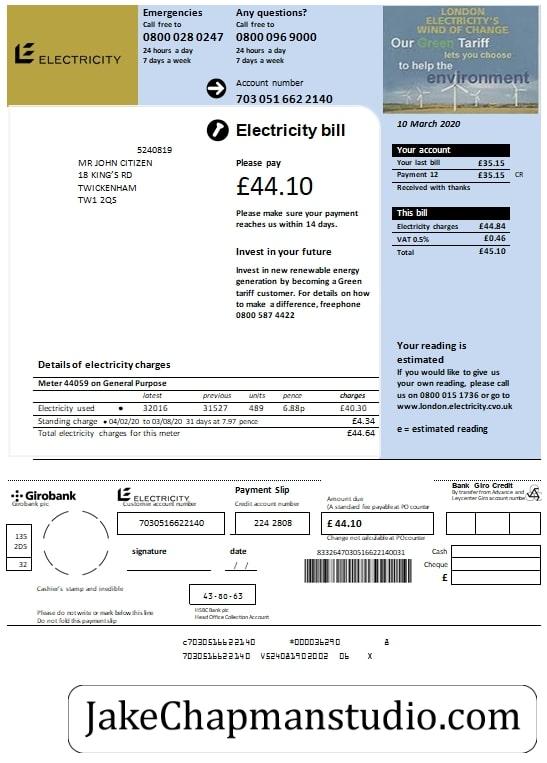 ELECTRICITY
Emergencies
Call free to
0800 028 0247
24 hours a day
7 days a week
Any questions?
Call free to
0800 096 9000
24 hours a day
7 days a week
Account number
703 051 662 2140
LONDON
ELECTRICITY'S
WIND OF CHANGE
Our Green Tariff
lets you choose
to help the
environment
10 March 2020
Electricity bill
5240819
MR JOHN CITIZEN
18 KING'S RD
TWICKENHAM
TW1 2QS
Please pay
£44.10
Please make sure your payment
reaches us within 14 days.
Invest in your future
Invest in new renewable energy
generation by becoming a Green
tariff customer. For details on how
to make a difference, freephone
0800 587 4422
Your account
Your last bill £35.15
Payment 12 £35.15 CR
Received with thanks
This bill
Electricity charges £44.84
VAT 0.5% £0.46
Total £45.10
Your reading is
estimated
If you would like to give us
your own reading, please call
us on 0800 015 1736 or go to
www.london.electricity.cvo.uk
e = estimated reading
Details of electricity charges
Meter 44059 on General Purpose
latest previous units pence charges
Electricity used • 32016 31527 489 6.88p £40.30
Standing charge • 04/02/20 to 03/08/20 31 days at 7.97 pence £4.34
Total electricity charges for this meter £44.64
Girobank
Girobank plc
ELECTRICITY
Customer account number
7030516622140
Payment Slip
Credit account number
224 2808
Amount due
(A standard fee payable at PO counter
£ 44.10
Change not calculable at PO counter
Bank Giro Credit
By transfer from Advance and
Leycenter Giro account number
135
2D5
32
signature
date
/ /
8332647030516622140031
Cash
Cheque
£
Cashier's stamp and inedible
43-80-63
HSBC Bank plc
Head Office Collection Account
Please do not write or mark below this line
Do not fold this payment slip
c7030516622140 *000036290 A
7030516622140 V524081902002 06 X
JakeChapmanstudio.com